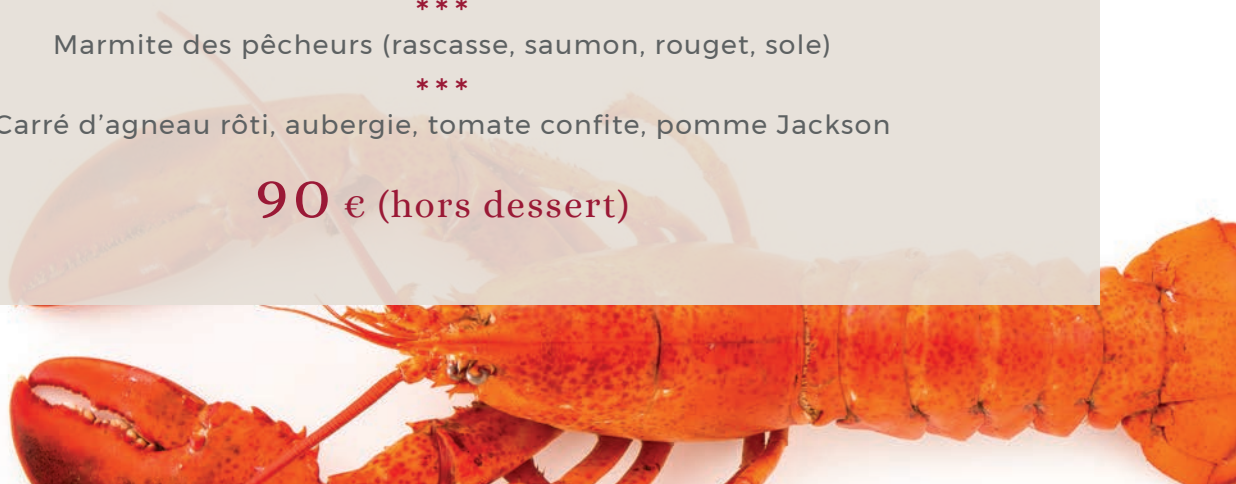 ***
Marmite des pêcheurs (rascasse, saumon, rouget, sole)
***
Carré d’agneau rôti, aubergie, tomate confite, pomme Jackson
90 € (hors dessert)